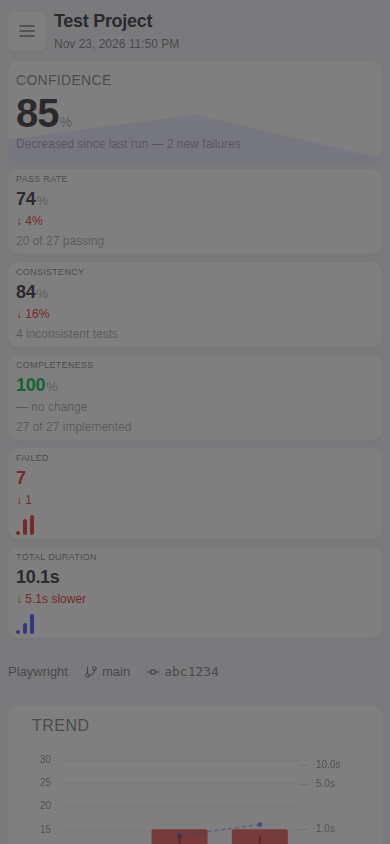 Test Project
Nov 23, 2026 11:50 PM
CONFIDENCE
85%
Decreased since last run — 2 new failures
PASS RATE
74%
↓ 4%
20 of 27 passing
CONSISTENCY
84%
↓ 16%
4 inconsistent tests
COMPLETENESS
100%
— no change
27 of 27 implemented
FAILED
7
↓ 1
TOTAL DURATION
10.1s
↓ 5.1s slower
Playwright main abc1234
TREND
30
10.0s
25
5.0s
20
15
1.0s